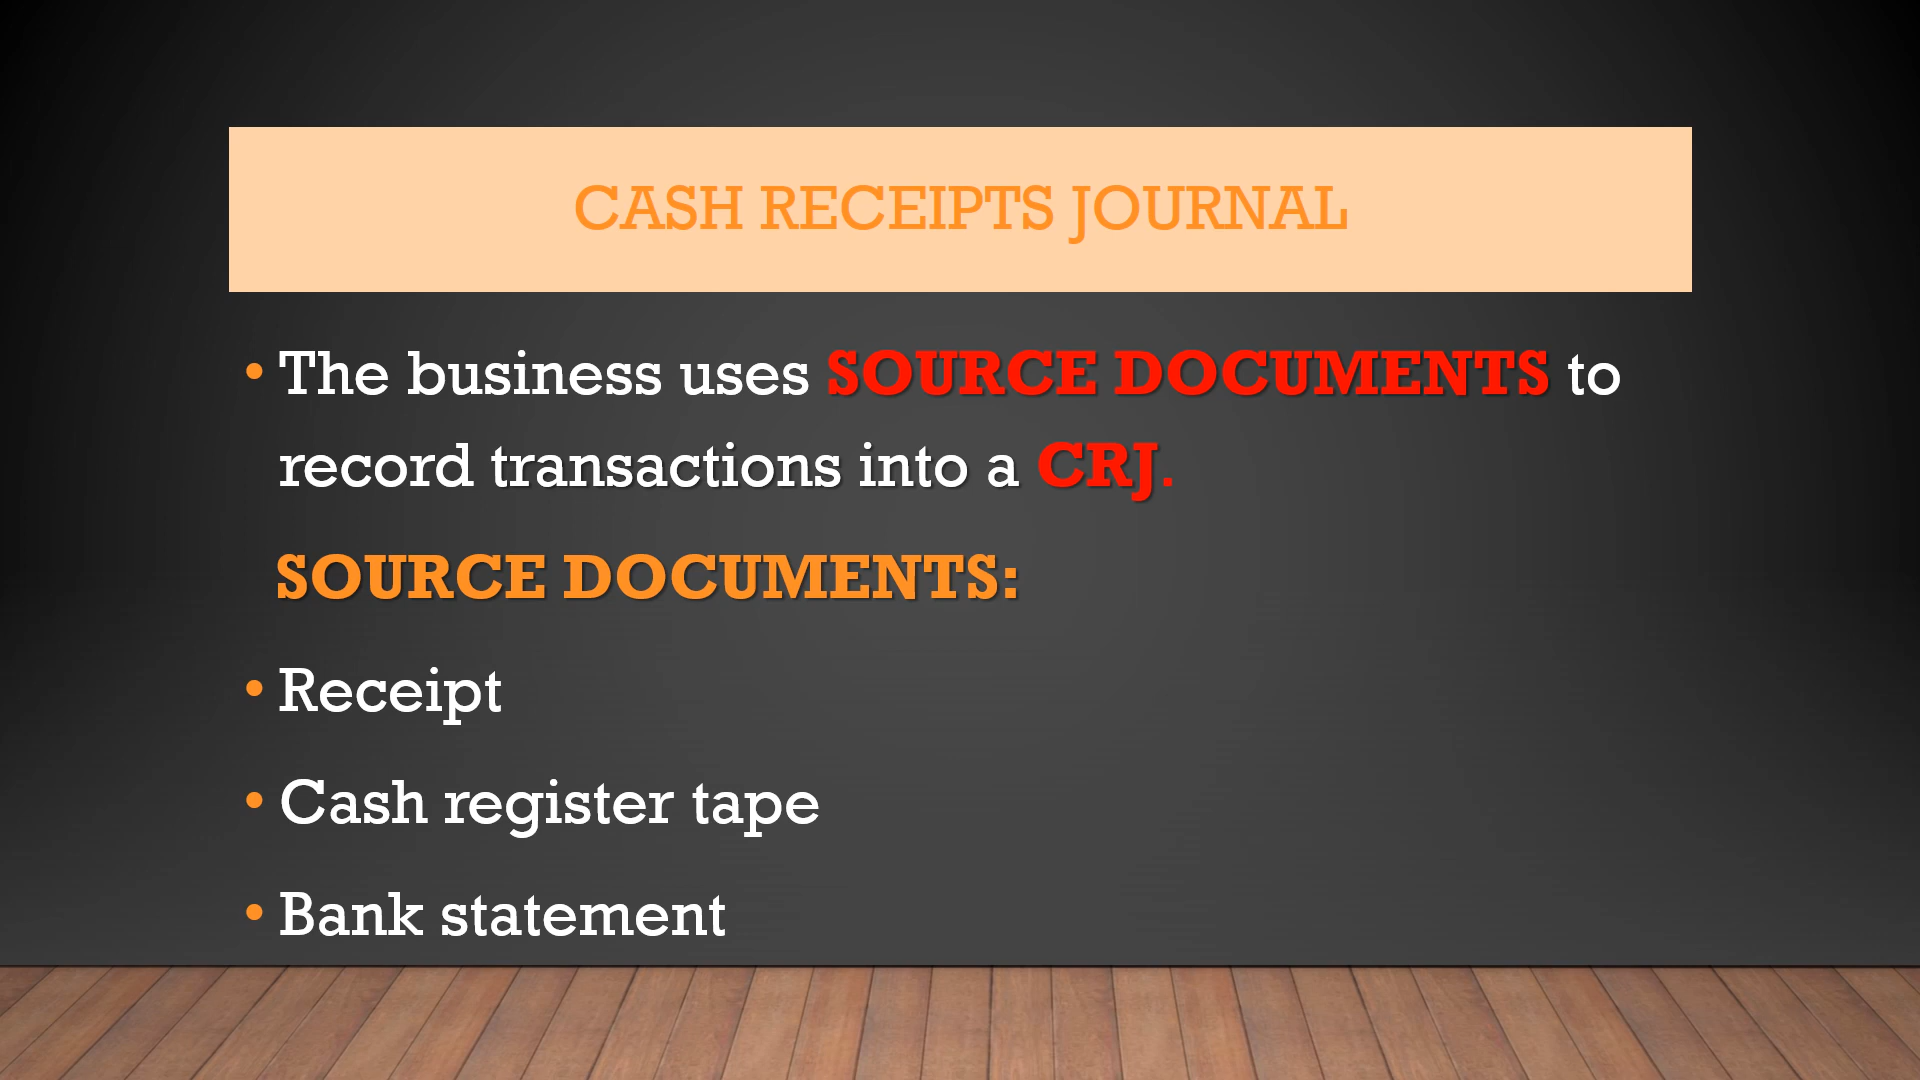 CASH RECEIPTS JOURNAL
• The business uses SOURCE DOCUMENTS to
record transactions into a CRJ.
SOURCE DOCUMENTS:
• Receipt
• Cash register tape
• Bank statement